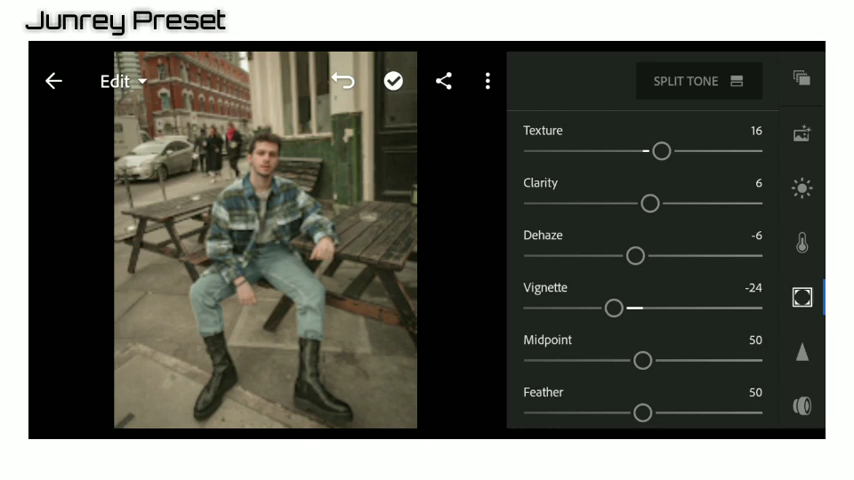 Junrey Preset
Edit
SPLIT TONE
Texture 16
Clarity 6
Dehaze -6
Vignette -24
Midpoint 50
Feather 50